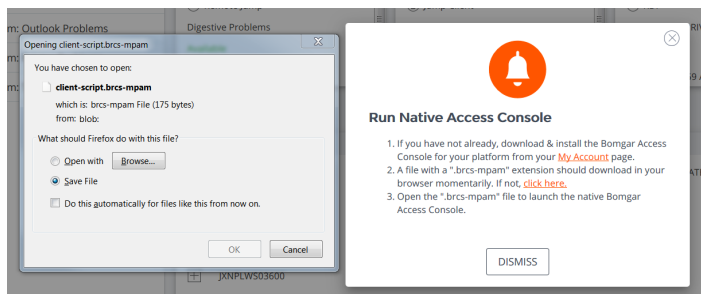 m: Outlook Problems
Digestive Problems
Opening client-script.brcs-mpam
You have chosen to open:
client-script.brcs-mpam
which is: brcs-mpam File (175 bytes)
from: blob:
What should Firefox do with this file?
Open with
Browse...
Save File
Do this automatically for files like this from now on.
OK
Cancel
JXNPLWS03600
Run Native Access Console
1. If you have not already, download & install the Bomgar Access
Console for your platform from your My Account page.
2. A file with a ".brcs-mpam" extension should download in your
browser momentarily. If not, click here.
3. Open the ".brcs-mpam" file to launch the native Bomgar
Access Console.
DISMISS